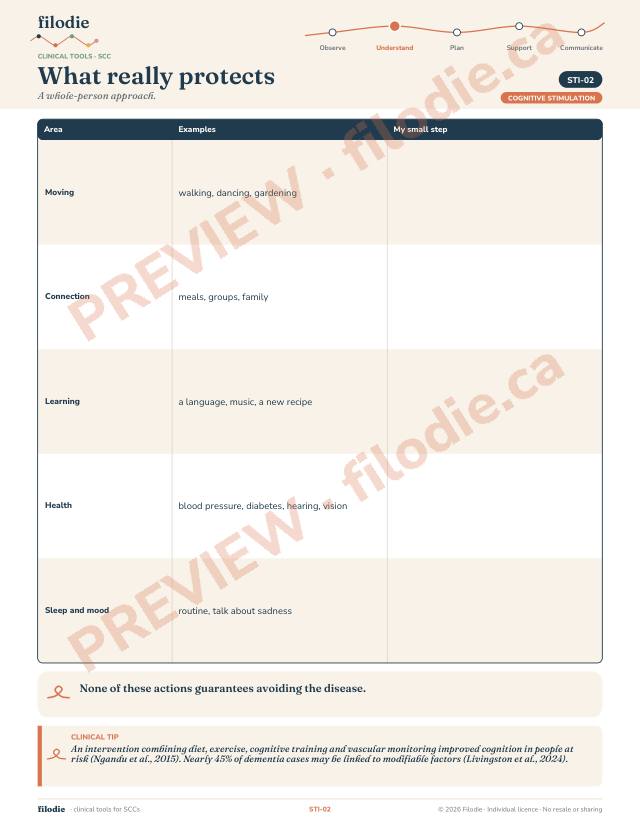 filodie
CLINICAL TOOLS · SCC
Observe Understand Plan Support Communicate
What really protects
A whole-person approach.
STI-02
COGNITIVE STIMULATION
Area Examples My small step
Moving walking, dancing, gardening
Connection meals, groups, family
Learning a language, music, a new recipe
Health blood pressure, diabetes, hearing, vision
Sleep and mood routine, talk about sadness
PREVIEW · filodie.ca
PREVIEW · filodie.ca
None of these actions guarantees avoiding the disease.
CLINICAL TIP
An intervention combining diet, exercise, cognitive training and vascular monitoring improved cognition in people at
risk (Ngandu et al., 2015). Nearly 45% of dementia cases may be linked to modifiable factors (Livingston et al., 2024).
filodie · clinical tools for SCCs STI-02 © 2026 Filodie · Individual licence · No resale or sharing